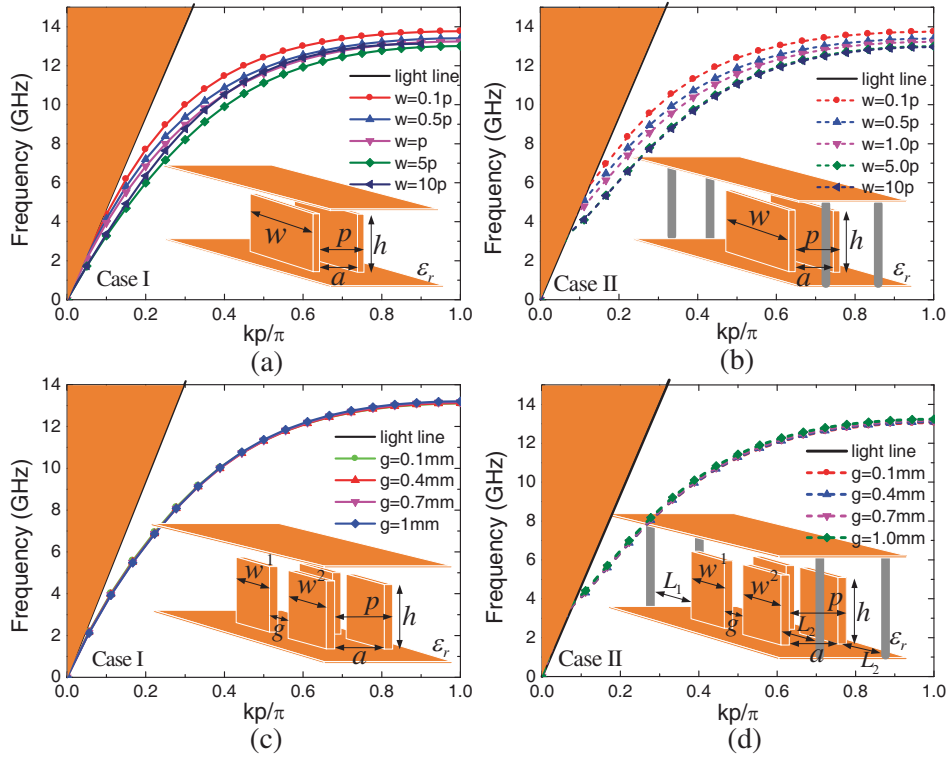 14
12
10
8
6
4
2
0
Frequency (GHz)
light line
w=0.1p
w=0.5p
w=p
w=5p
w=10p
w
p
h
a
εr
Case I
0.0 0.2 0.4 0.6 0.8 1.0
kp/π
(a)
14
12
10
8
6
4
2
0
Frequency (GHz)
light line
w=0.1p
w=0.5p
w=1.0p
w=5.0p
w=10p
w
p
h
a
εr
Case II
0.0 0.2 0.4 0.6 0.8 1.0
kp/π
(b)
14
12
10
8
6
4
2
0
Frequency (GHz)
light line
g=0.1mm
g=0.4mm
g=0.7mm
g=1mm
w1
w2
p
h
g
a
εr
Case I
0.0 0.2 0.4 0.6 0.8 1.0
kp/π
(c)
14
12
10
8
6
4
2
0
Frequency (GHz)
light line
g=0.1mm
g=0.4mm
g=0.7mm
g=1.0mm
w1
L1
w2
p
h
g
L2
a
L2
εr
Case II
0.0 0.2 0.4 0.6 0.8 1.0
kp/π
(d)